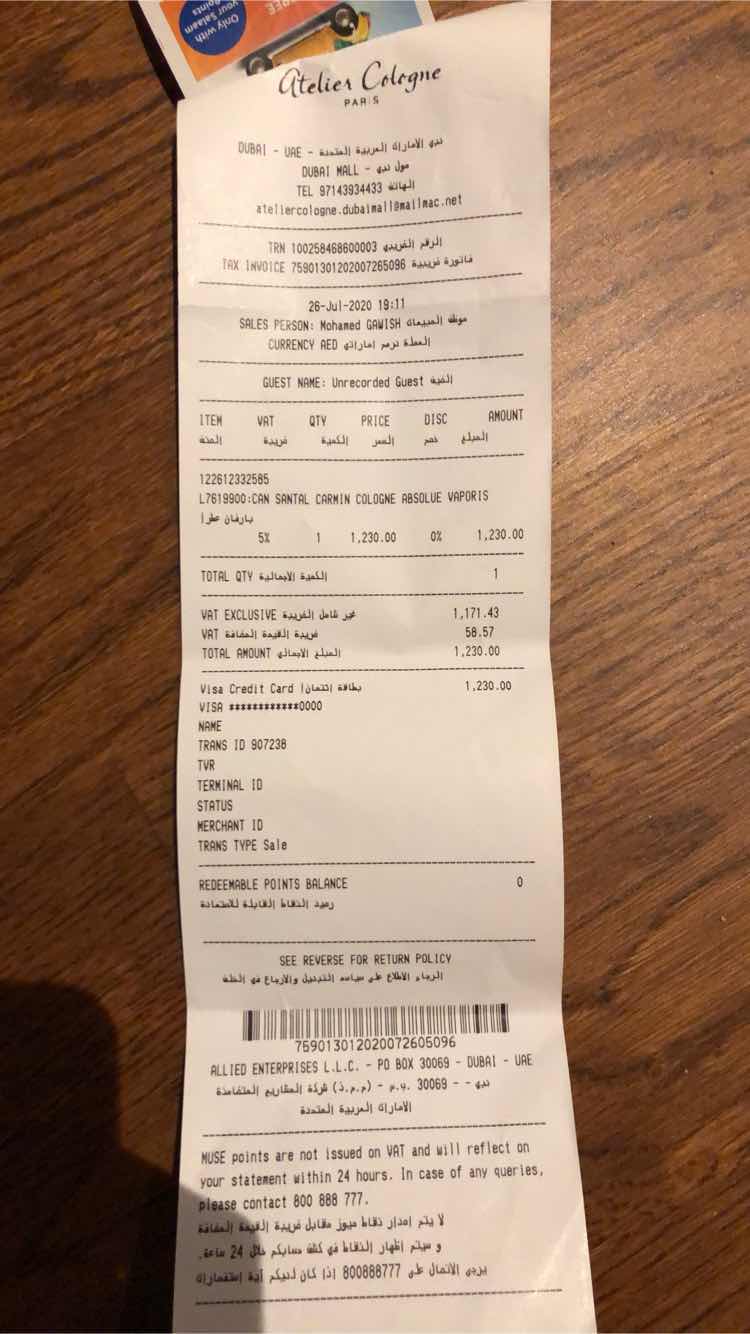 Only with
your Salaam
Points
FREE
Atelier Cologne
PARIS
DUBAI - UAE - دبي الأمارات العربية المتحدة
DUBAI MALL - مول دبي
TEL 97143934433 الهاتف
ateliercologne.dubaimall@mailmac.net
TRN 100258468600003 الرقم الضريبي
TAX INVOICE 75901301202007265096 فاتورة ضريبية
26-Jul-2020 19:11
SALES PERSON: Mohamed GAWISH موظف المبيعات
CURRENCY AED العملة درهم اماراتي
GUEST NAME: Unrecorded Guest الضيف
ITEM VAT QTY PRICE DISC AMOUNT
الصنف ضريبة الكمية السعر خصم المبلغ
122612332585
L7619900:CAN SANTAL CARMIN COLOGNE ABSOLUE VAPORIS
بارفان عطرا
5% 1 1,230.00 0% 1,230.00
TOTAL QTY الكمية الاجمالية 1
VAT EXCLUSIVE غير شامل الضريبة 1,171.43
VAT ضريبة القيمة المضافة 58.57
TOTAL AMOUNT المبلغ الاجمالي 1,230.00
Visa Credit Card بطاقة إئتمان 1,230.00
VISA ************0000
NAME
TRANS ID 907238
TVR
TERMINAL ID
STATUS
MERCHANT ID
TRANS TYPE Sale
REDEEMABLE POINTS BALANCE 0
رصيد النقاط القابلة للاستعادة
SEE REVERSE FOR RETURN POLICY
الرجاء الاطلاع على سياسة التبديل والارجاع في الخلف
759013012020072605096
ALLIED ENTERPRISES L.L.C. - PO BOX 30069 - DUBAI - UAE
شركة المشاريع المتضامنة (ذ.م.م) - ب.م. 30069 - - دبي
الأمارات العربية المتحدة
MUSE points are not issued on VAT and will reflect on
your statement within 24 hours. In case of any queries,
please contact 800 888 777.
لا يتم إصدار نقاط ميوز مقابل ضريبة القيمة المضافة
و سيتم إظهار النقاط في كشف حسابكم خلال 24 ساعة.
يرجى الاتصال على 800888777 إذا كان لديكم أية إستفسارات